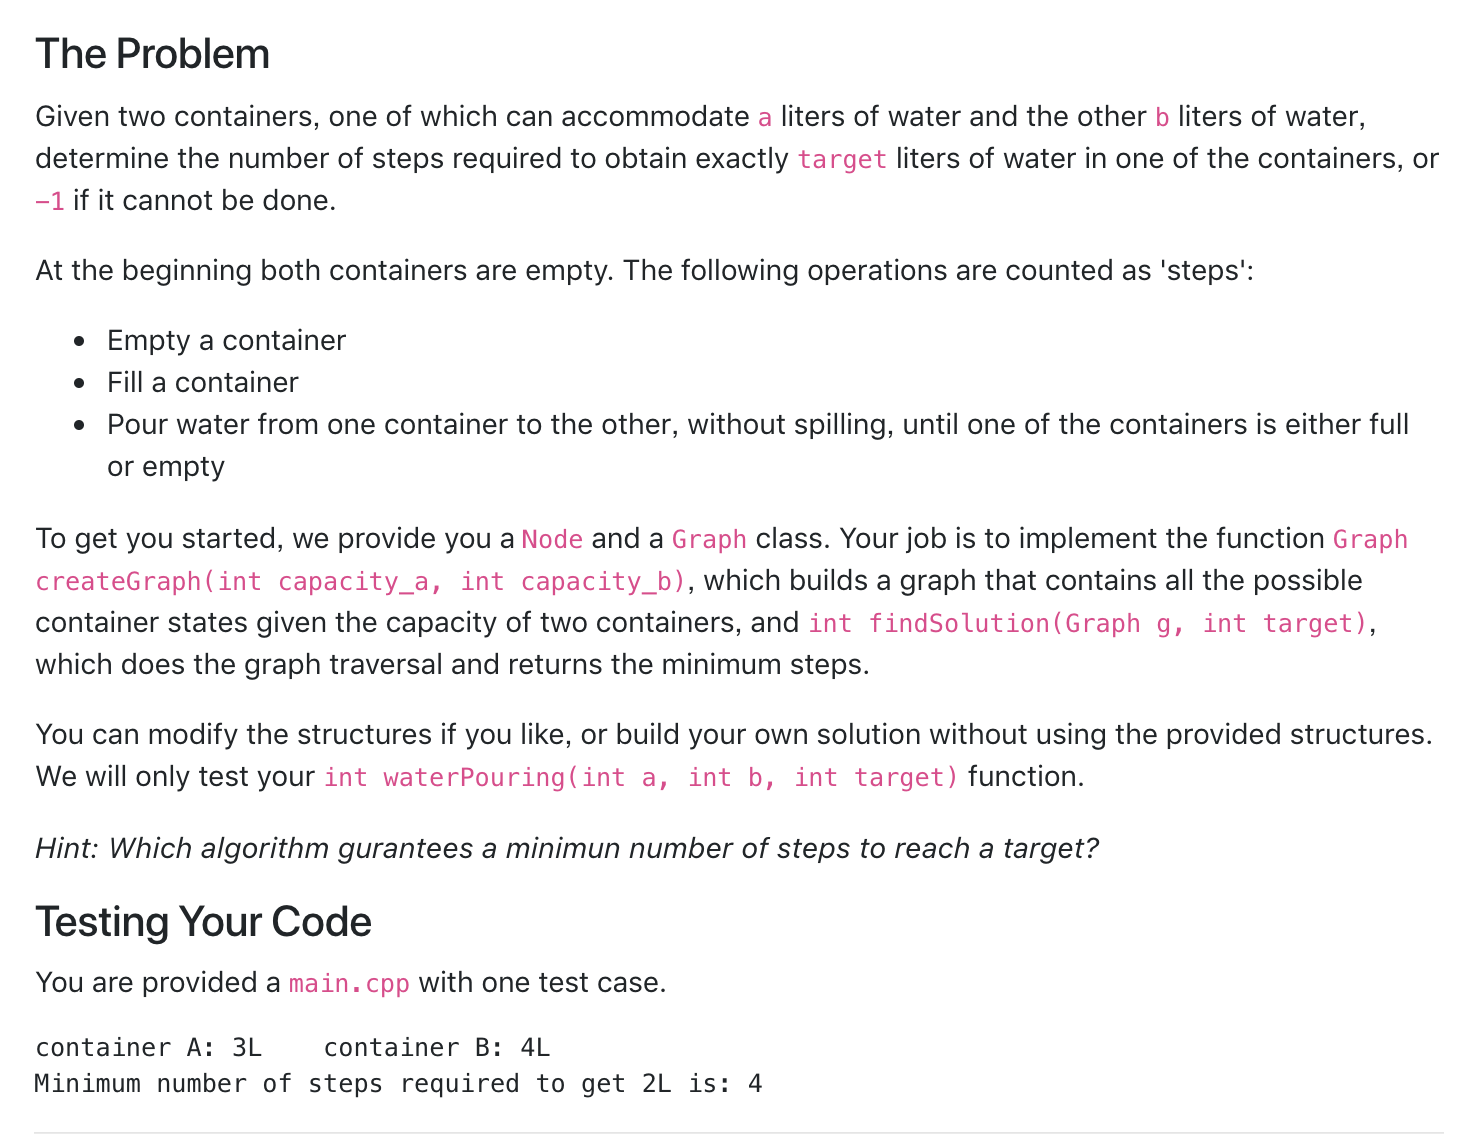 The Problem
Given two containers, one of which can accommodate a liters of water and the other b liters of water,
determine the number of steps required to obtain exactly target liters of water in one of the containers, or
−1 if it cannot be done.
At the beginning both containers are empty. The following operations are counted as 'steps':
• Empty a container
• Fill a container
• Pour water from one container to the other, without spilling, until one of the containers is either full
or empty
To get you started, we provide you a Node and a Graph class. Your job is to implement the function Graph
createGraph(int capacity_a, int capacity_b), which builds a graph that contains all the possible
container states given the capacity of two containers, and int findSolution(Graph g, int target),
which does the graph traversal and returns the minimum steps.
You can modify the structures if you like, or build your own solution without using the provided structures.
We will only test your int waterPouring(int a, int b, int target) function.
Hint: Which algorithm gurantees a minimun number of steps to reach a target?
Testing Your Code
You are provided a main.cpp with one test case.
container A: 3L    container B: 4L
Minimum number of steps required to get 2L is: 4